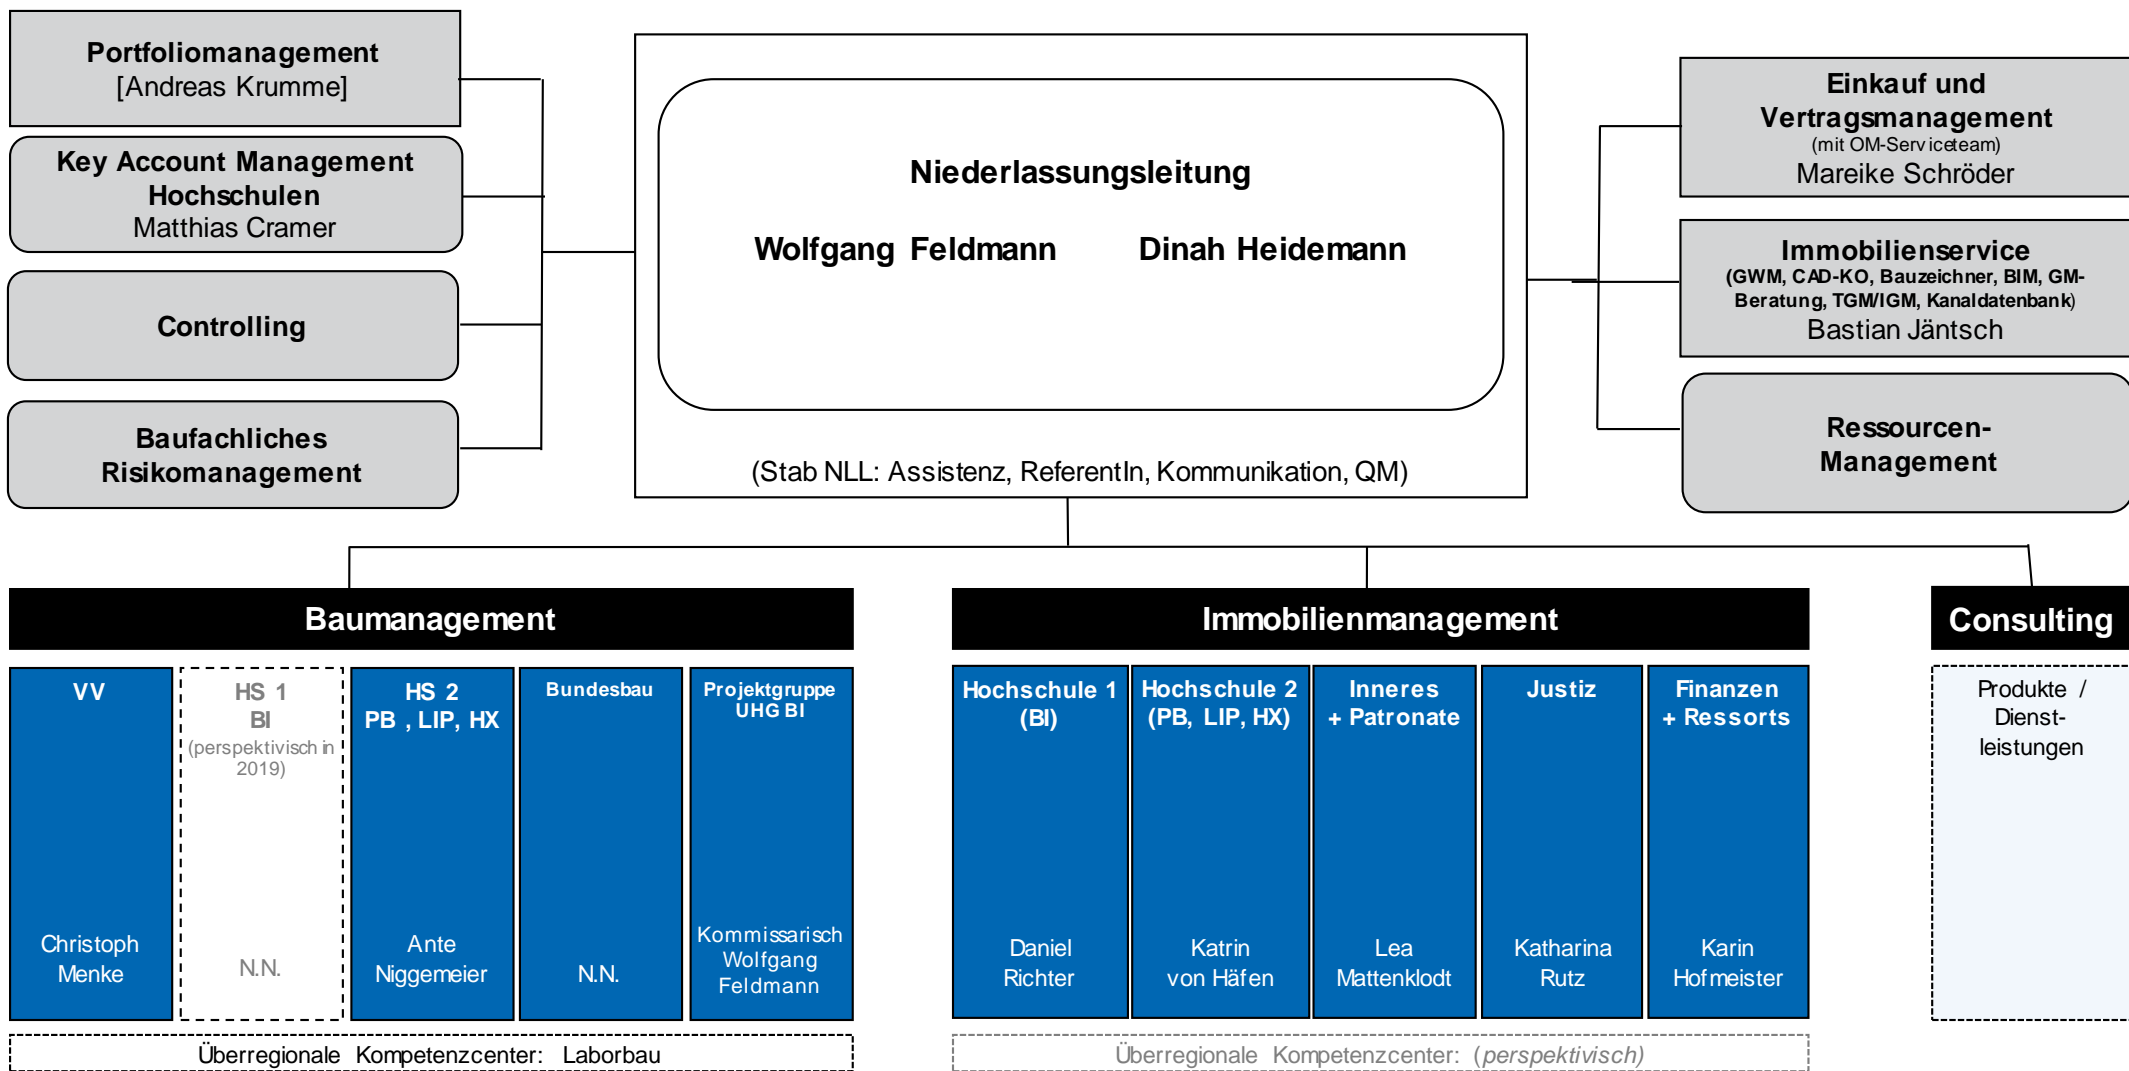 Portfoliomanagement
[Andreas Krumme]
Key Account Management
Hochschulen
Matthias Cramer
Controlling
Baufachliches
Risikomanagement
Niederlassungsleitung
Wolfgang Feldmann
Dinah Heidemann
(Stab NLL: Assistenz, ReferentIn, Kommunikation, QM)
Einkauf und
Vertragsmanagement
(mit OM-Serviceteam)
Mareike Schröder
Immobilienservice
(GWM, CAD-KO, Bauzeichner, BIM, GM-
Beratung, TGM/IGM, Kanaldatenbank)
Bastian Jäntsch
Ressourcen-
Management
Baumanagement
VV
Christoph
Menke
HS 1
BI
(perspektivisch in
2019)
N.N.
HS 2
PB , LIP, HX
Ante
Niggemeier
Bundesbau
N.N.
Projektgruppe
UHG BI
Kommissarisch
Wolfgang
Feldmann
Überregionale Kompetenzcenter: Laborbau
Immobilienmanagement
Hochschule 1
(BI)
Daniel
Richter
Hochschule 2
(PB, LIP, HX)
Katrin
von Häfen
Inneres
+ Patronate
Lea
Mattenklodt
Justiz
Katharina
Rutz
Finanzen
+ Ressorts
Karin
Hofmeister
Überregionale Kompetenzcenter: (perspektivisch)
Consulting
Produkte /
Dienst-
leistungen